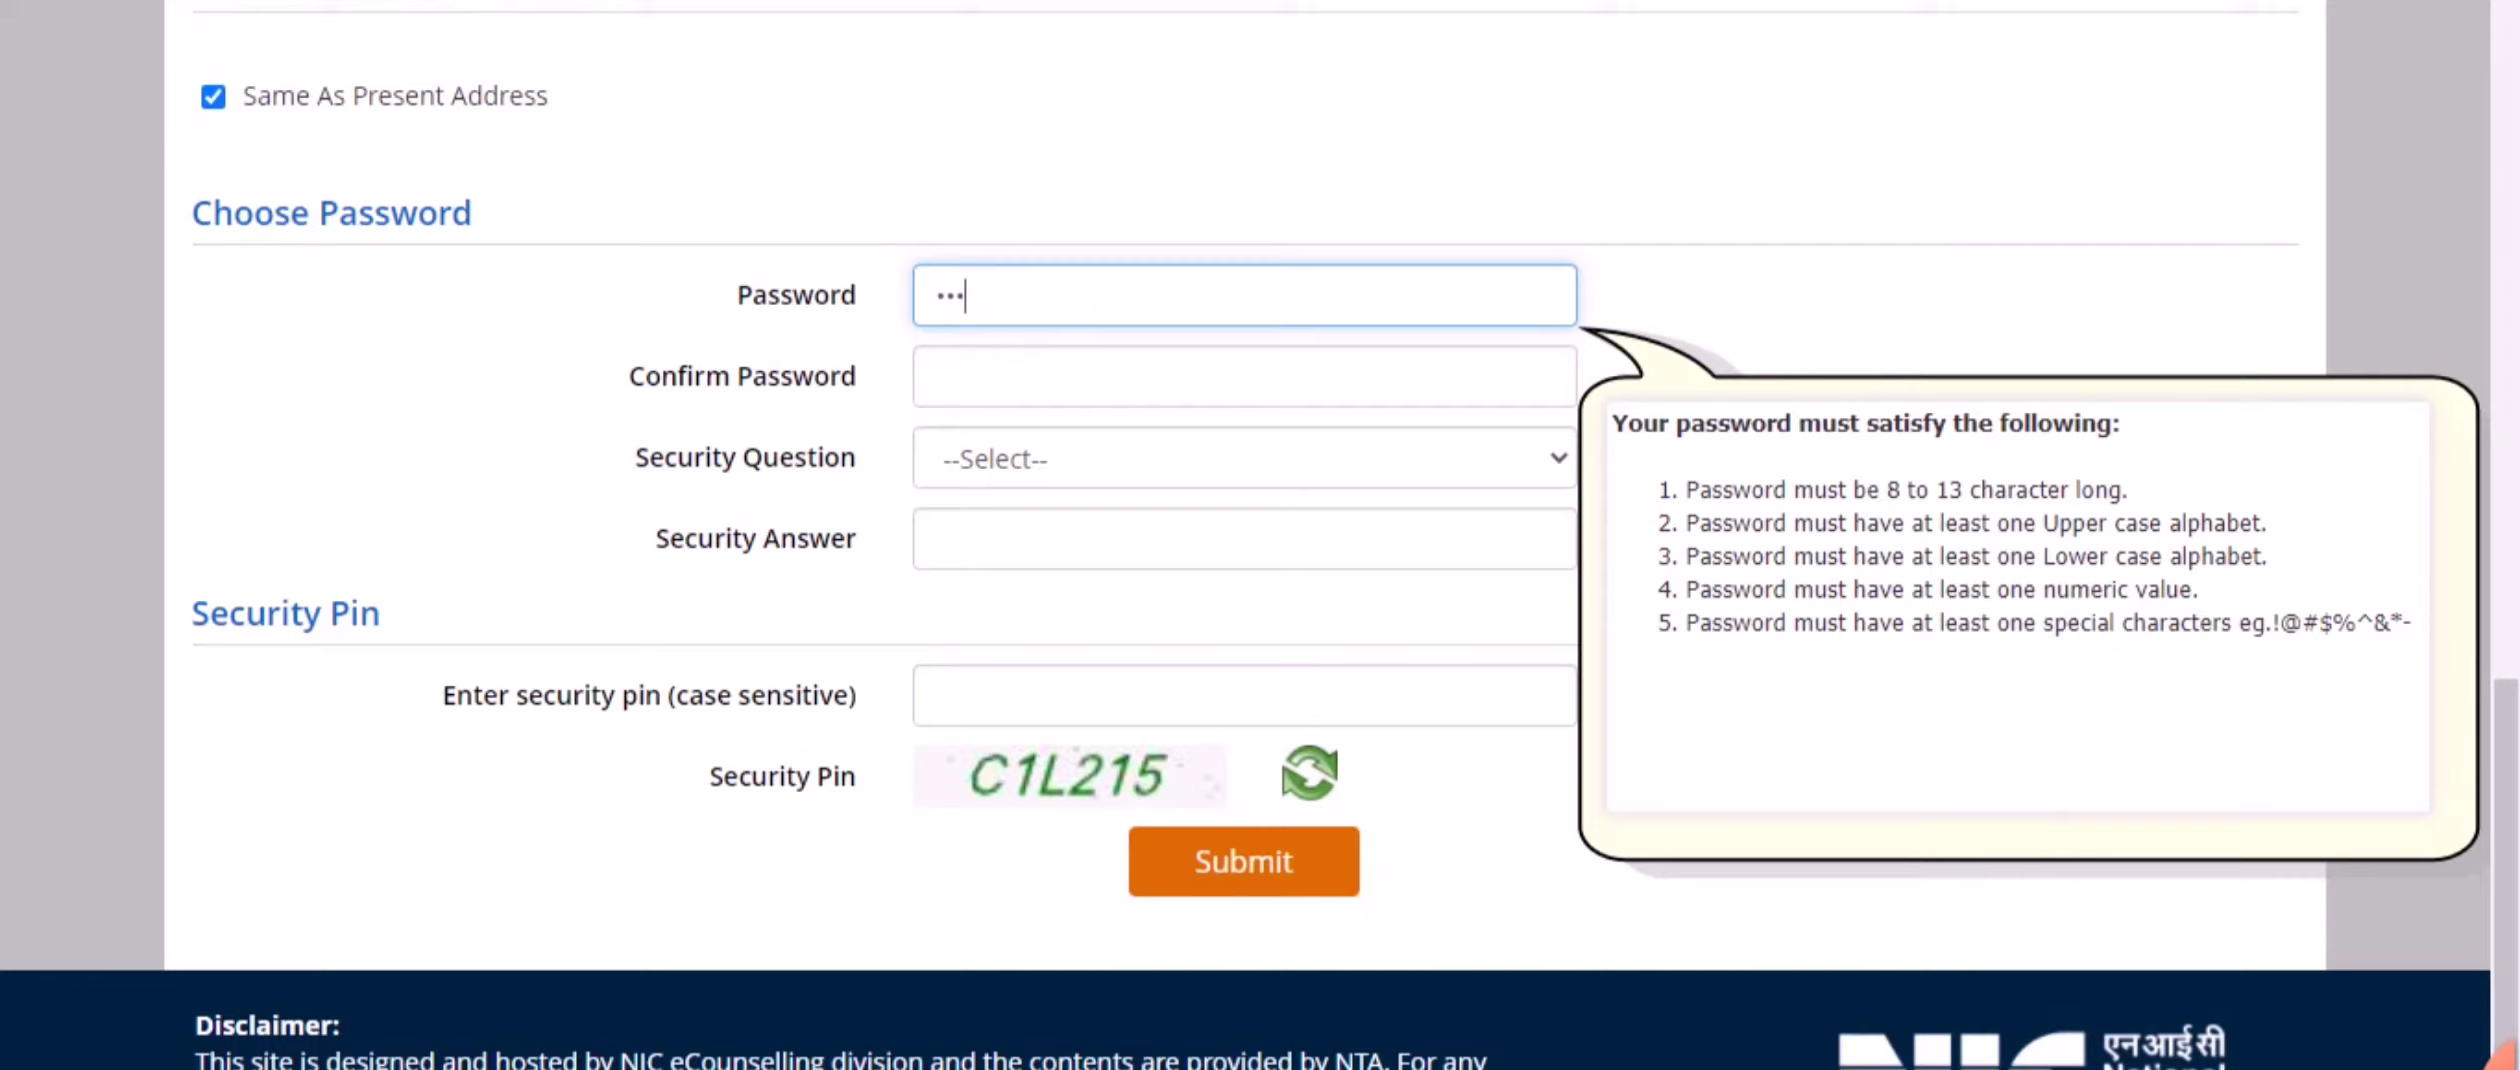 Same As Present Address
Choose Password
Password
•••
Confirm Password
Security Question
--Select--
Security Answer
Your password must satisfy the following:
1. Password must be 8 to 13 character long.
2. Password must have at least one Upper case alphabet.
3. Password must have at least one Lower case alphabet.
4. Password must have at least one numeric value.
5. Password must have at least one special characters eg.!@#$%^&*-
Security Pin
Enter security pin (case sensitive)
Security Pin
C1L215
Submit
Disclaimer:
This site is designed and hosted by NIC eCounselling division and the contents are provided by NTA. For any
NIC
एन आई सी
National